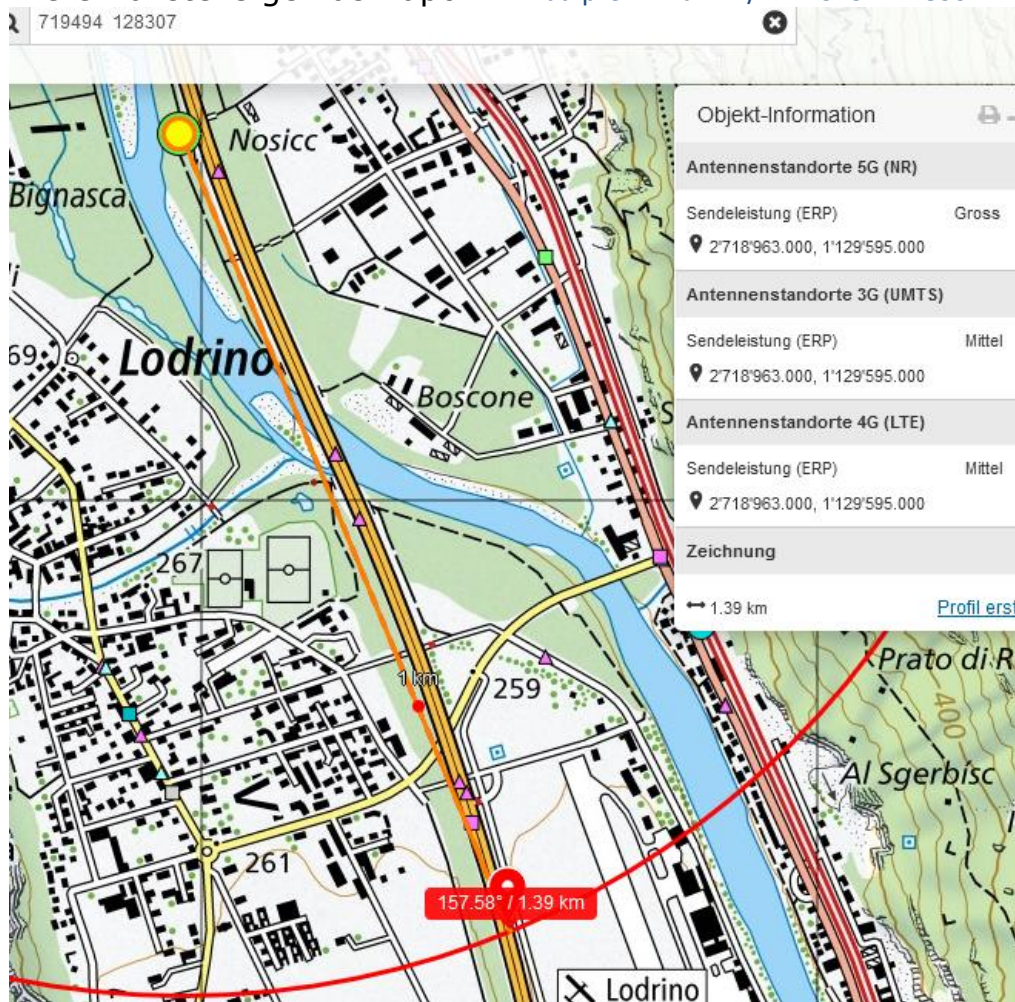 719494 128307
Objekt-Information
Antennenstandorte 5G (NR)
Sendeleistung (ERP) Gross
2'718'963.000, 1'129'595.000
Antennenstandorte 3G (UMTS)
Sendeleistung (ERP) Mittel
2'718'963.000, 1'129'595.000
Antennenstandorte 4G (LTE)
Sendeleistung (ERP) Mittel
2'718'963.000, 1'129'595.000
Zeichnung
1.39 km Profil erst
Nosicc
Bignasca
69
Lodrino
Boscone
267
1 km
259
Prato di R
400
Al Sgerbisc
261
157.58° / 1.39 km
Lodrino